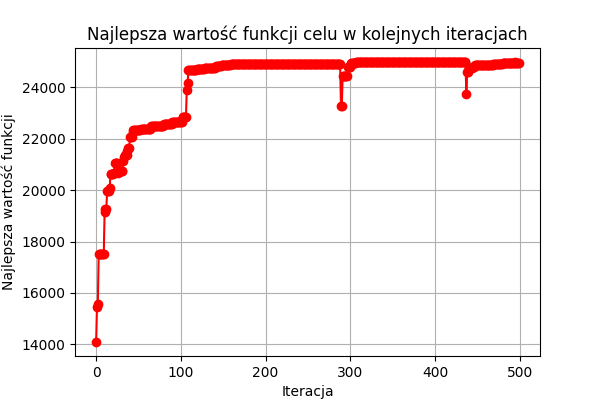 Najlepsza wartość funkcji celu w kolejnych iteracjach
Najlepsza wartość funkcji
24000
22000
20000
18000
16000
14000
0 100 200 300 400 500
Iteracja